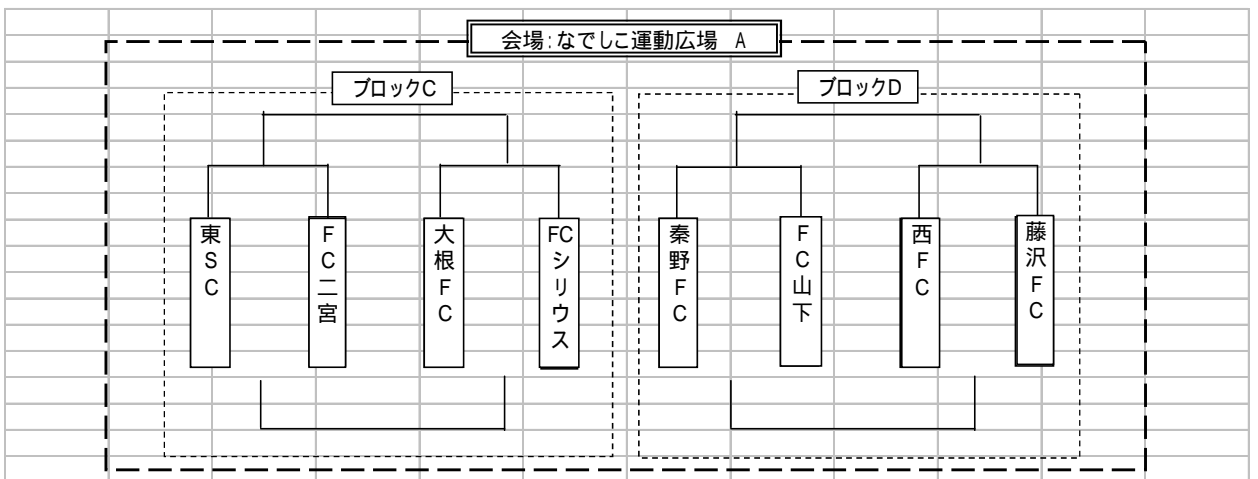 会場:なでしこ運動広場 A
ブロックC
ブロックD
東SC
FC二宮
大根FC
FCシリウス
秦野FC
FC山下
西FC
藤沢FC